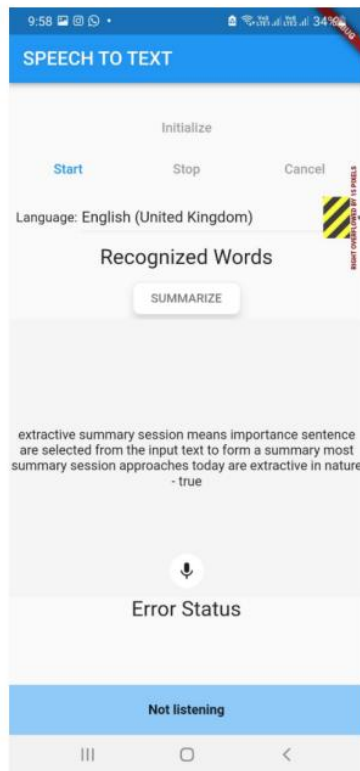 9:58
34%
DEBUG
SPEECH TO TEXT
Initialize
Start Stop Cancel
Language: English (United Kingdom)
RIGHT OVERFLOWED BY 15 PIXELS
Recognized Words
SUMMARIZE
extractive summary session means importance sentence
are selected from the input text to form a summary most
summary session approaches today are extractive in nature
- true
Error Status
Not listening